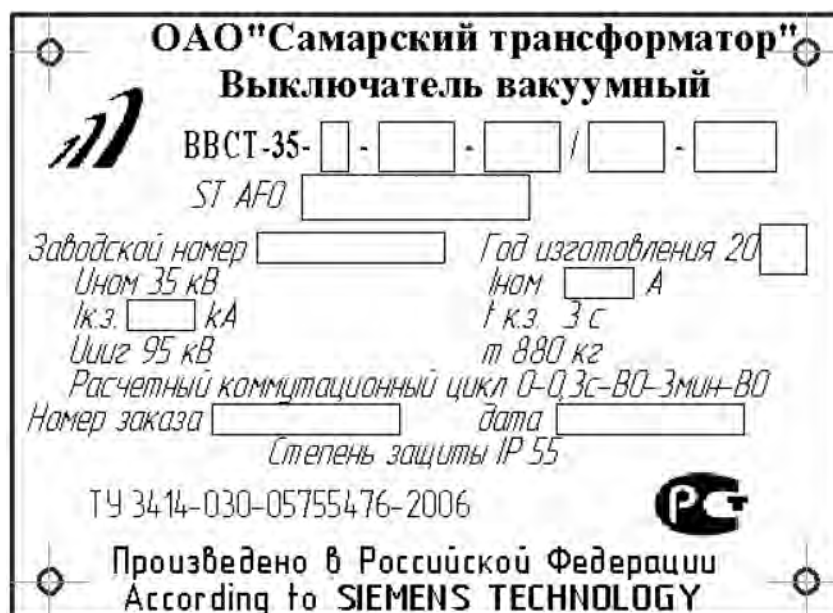 ОАО"Самарский трансформатор"
Выключатель вакуумный
ВВСТ-35- - - / -
ST AFO
Заводской номер Год изготовления 20
Uном 35 кВ Iном А
Iк.з. kA t к.з. 3 с
Uииг 95 кВ m 880 кг
Расчетный коммутационный цикл 0-0,3с-ВО-3мин-ВО
Номер заказа дата
Степень защиты IP 55
ТУ 3414-030-05755476-2006
РСТ
Произведено в Российской Федерации
According to SIEMENS TECHNOLOGY